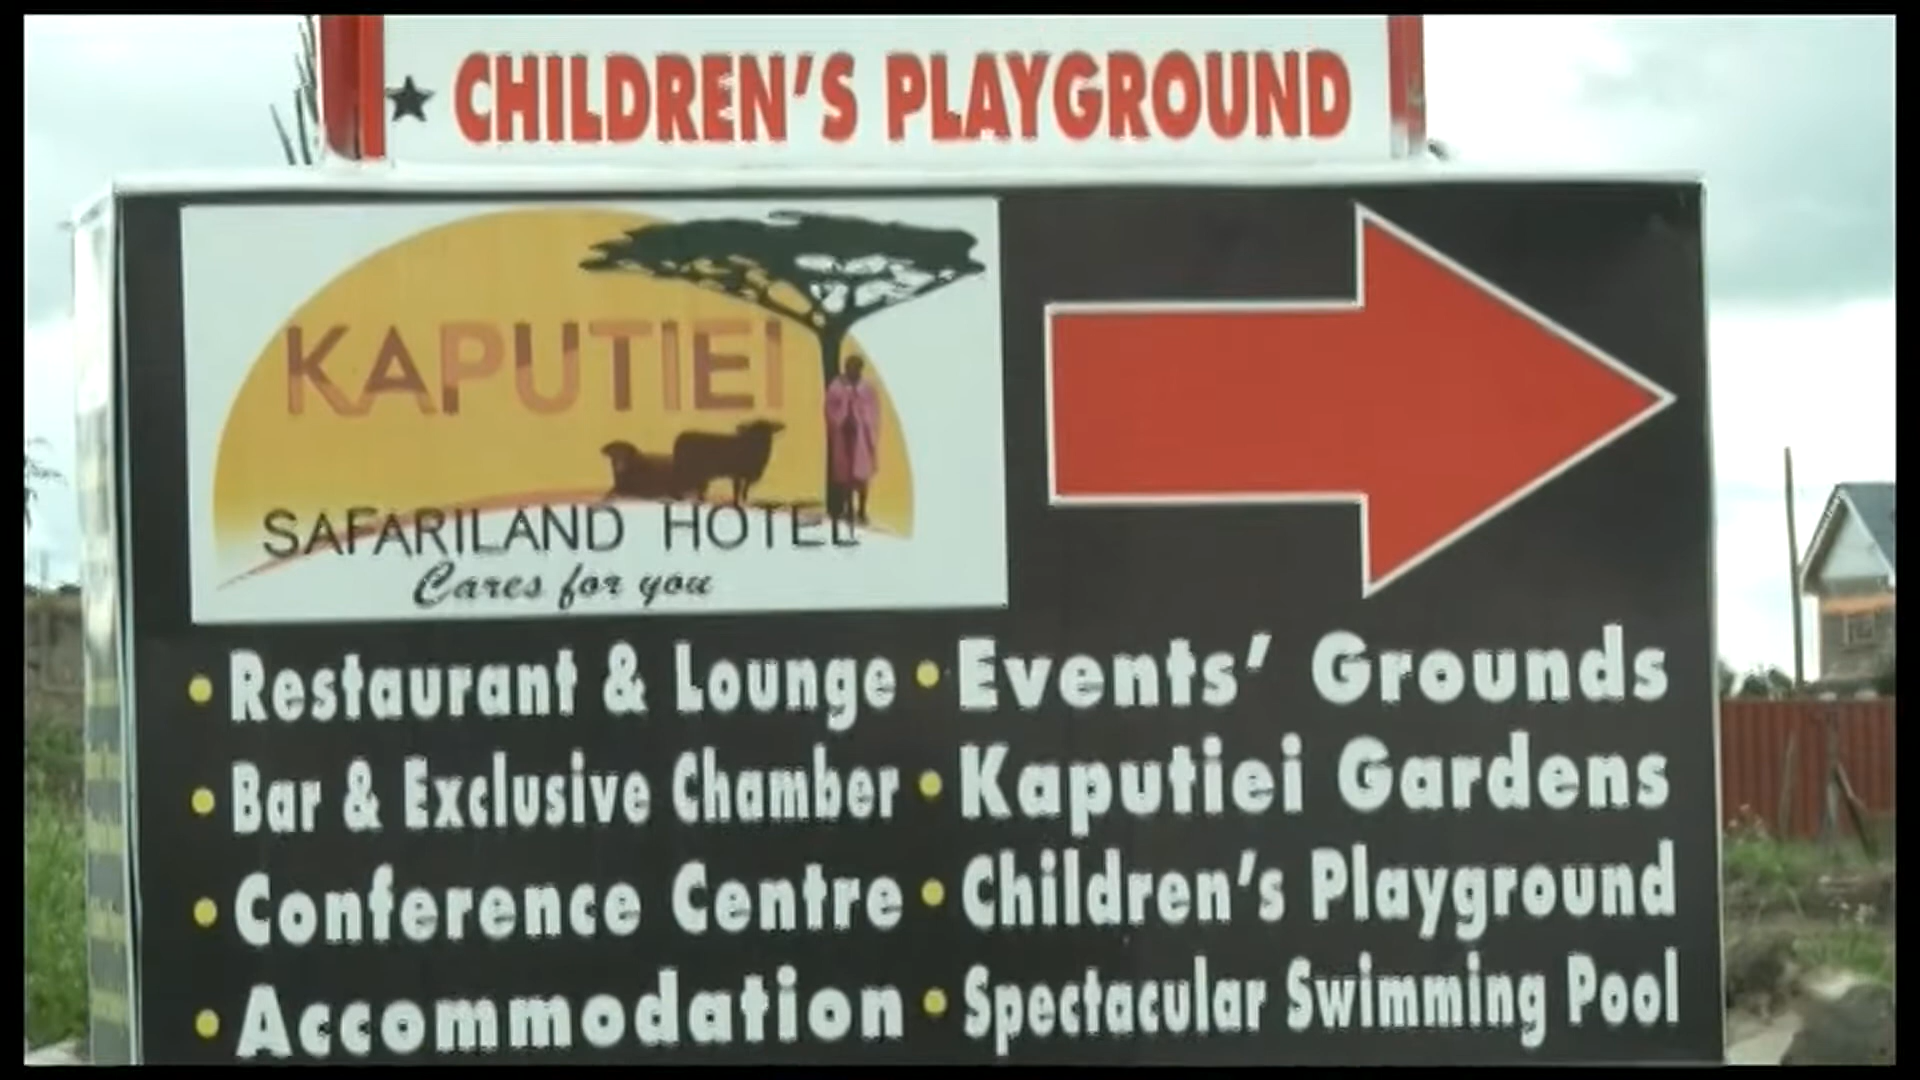 ★ CHILDREN'S PLAYGROUND
KAPUTIEI
SAFARILAND HOTEL
Cares for you
• Restaurant & Lounge
• Bar & Exclusive Chamber
• Conference Centre
• Accommodation
• Events' Grounds
• Kaputiei Gardens
• Children's Playground
• Spectacular Swimming Pool